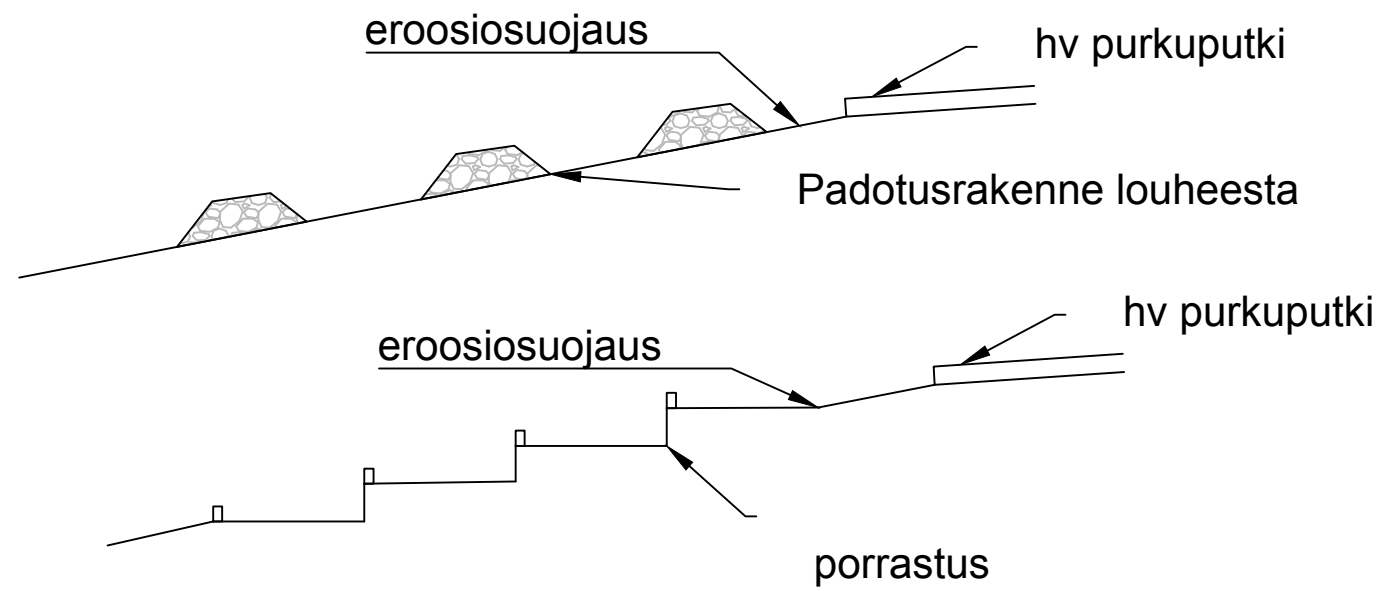 eroosiosuojaus
hv purkuputki
Padotusrakenne louheesta
hv purkuputki
eroosiosuojaus
porrastus